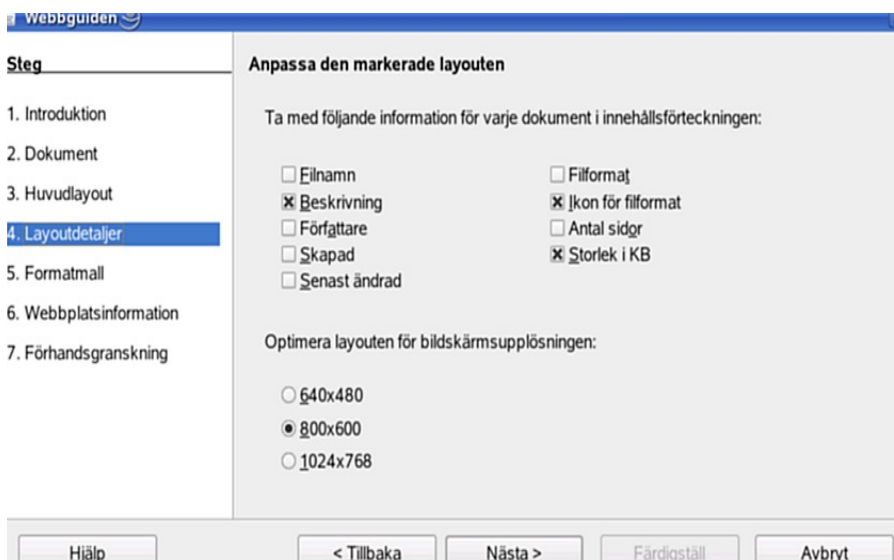 Webbguiden
Steg
1. Introduktion
2. Dokument
3. Huvudlayout
4. Layoutdetaljer
5. Formatmall
6. Webbplatsinformation
7. Förhandsgranskning
Anpassa den markerade layouten
Ta med följande information för varje dokument i innehållsförteckningen:
Filnamn
Beskrivning
Författare
Skapad
Senast ändrad
Filformat
Ikon för filformat
Antal sidor
Storlek i KB
Optimera layouten för bildskärmsupplösningen:
640x480
800x600
1024x768
Hjälp
< Tillbaka
Nästa >
Färdigställ
Avbryt